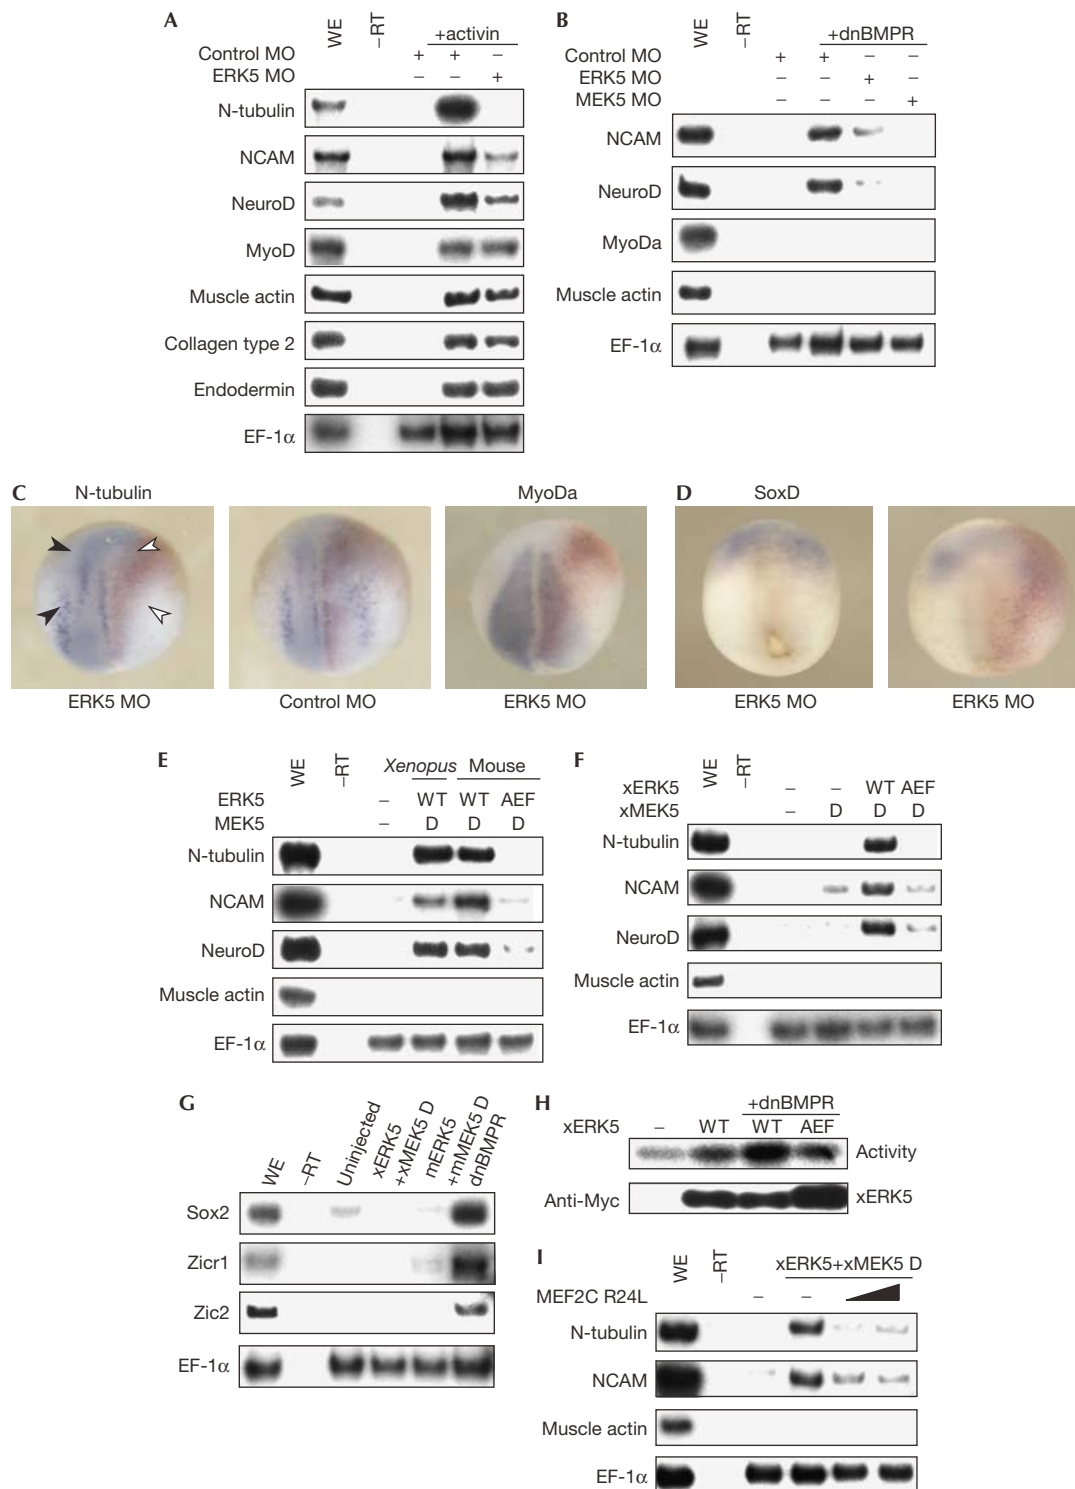 A
WE
–RT
+activin
Control MO + + –
ERK5 MO – – +
N-tubulin
NCAM
NeuroD
MyoD
Muscle actin
Collagen type 2
Endodermin
EF-1α
B
WE
–RT
+dnBMPR
Control MO + + – –
ERK5 MO – – + –
MEK5 MO – – – +
NCAM
NeuroD
MyoDa
Muscle actin
EF-1α
C
N-tubulin
MyoDa
ERK5 MO
Control MO
ERK5 MO
D
SoxD
ERK5 MO
ERK5 MO
E
WE
–RT
Xenopus Mouse
ERK5 – WT WT AEF
MEK5 – D D D
N-tubulin
NCAM
NeuroD
Muscle actin
EF-1α
F
WE
–RT
xERK5 – – WT AEF
xMEK5 – D D D
N-tubulin
NCAM
NeuroD
Muscle actin
EF-1α
G
WE
–RT
Uninjected
xERK5
+xMEK5 D
mERK5
+mMEK5 D
dnBMPR
Sox2
Zicr1
Zic2
EF-1α
H
+dnBMPR
xERK5 – WT WT AEF
Activity
Anti-Myc
xERK5
I
WE
–RT
xERK5+xMEK5 D
MEF2C R24L – –
N-tubulin
NCAM
Muscle actin
EF-1α